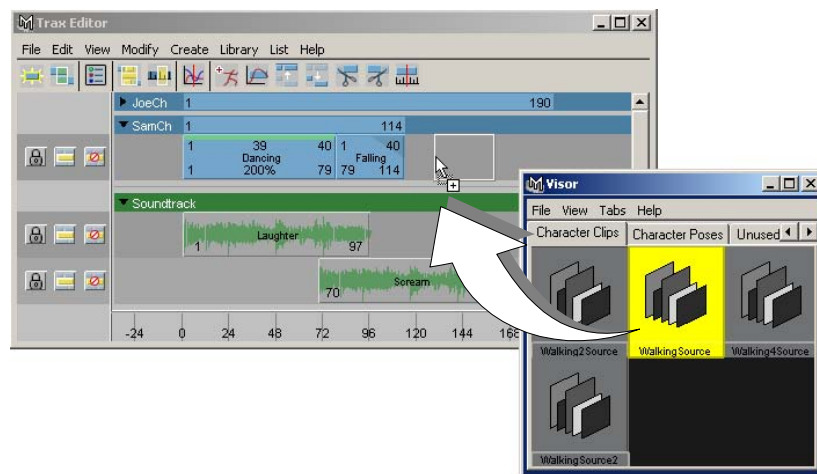 Trax Editor
File Edit View Modify Create Library List Help
JoeCh 1 190
SamCh 1 114
1 39 40 1 40
Dancing Falling
1 200% 79 79 114
Soundtrack
Laughter
1 97
Scream
70
-24 0 24 48 72 96 120 144 168
Visor
File View Tabs Help
Character Clips Character Poses Unused
Walking2Source WalkingSource Walking4Source
WalkingSource2